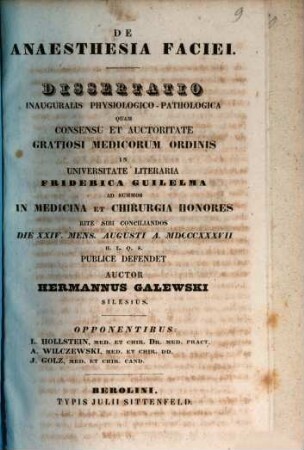 9
DE
ANAESTHESIA FACIEI.
DISSERTATIO
INAUGURALIS PHYSIOLOGICO-PATHOLOGICA
QUAM
CONSENSU ET AUCTORITATE
GRATIOSI MEDICORUM ORDINIS
IN
UNIVERSITATE LITERARIA
FRIDERICA GUILELMA
AD SUMMOS
IN MEDICINA ET CHIRURGIA HONORES
RITE SIBI CONCILIANDOS
DIE XXIV. MENS. AUGUSTI A. MDCCCXXXVII
H. L. Q. S.
PUBLICE DEFENDET
AUCTOR
HERMANNUS GALEWSKI
SILESIUS.
OPPONENTIBUS:
L. HOLLSTEIN, MED. ET CHIR. DR. MED. PRACT.
A. WILCZEWSKI, MED. ET CHIR. DD.
J. GOLZ, MED. ET CHIR. CAND.
BEROLINI,
TYPIS JULII SITTENFELD.